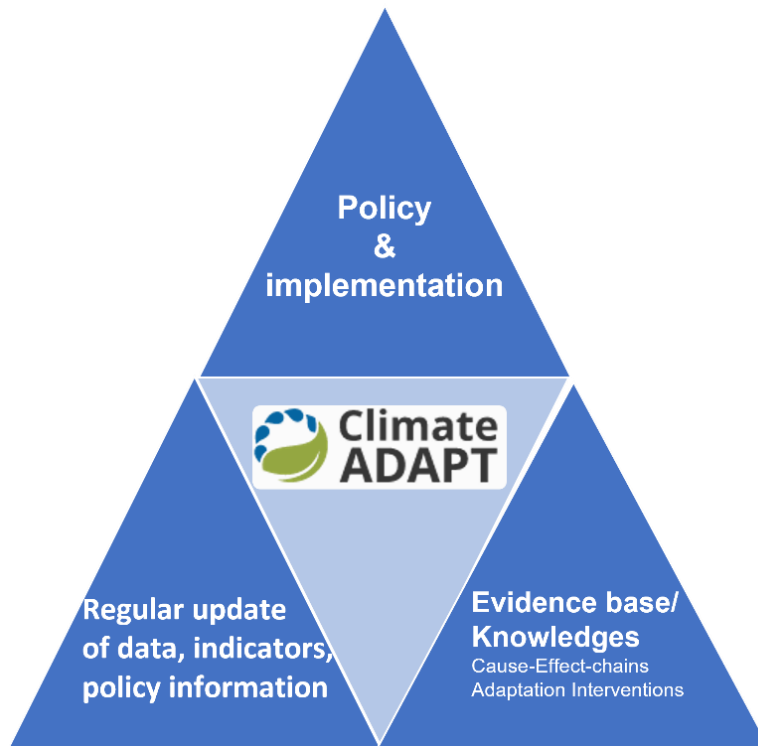 Policy
&
implementation
Climate
ADAPT
Regular update
of data, indicators,
policy information
Evidence base/
Knowledges
Cause-Effect-chains
Adaptation Interventions